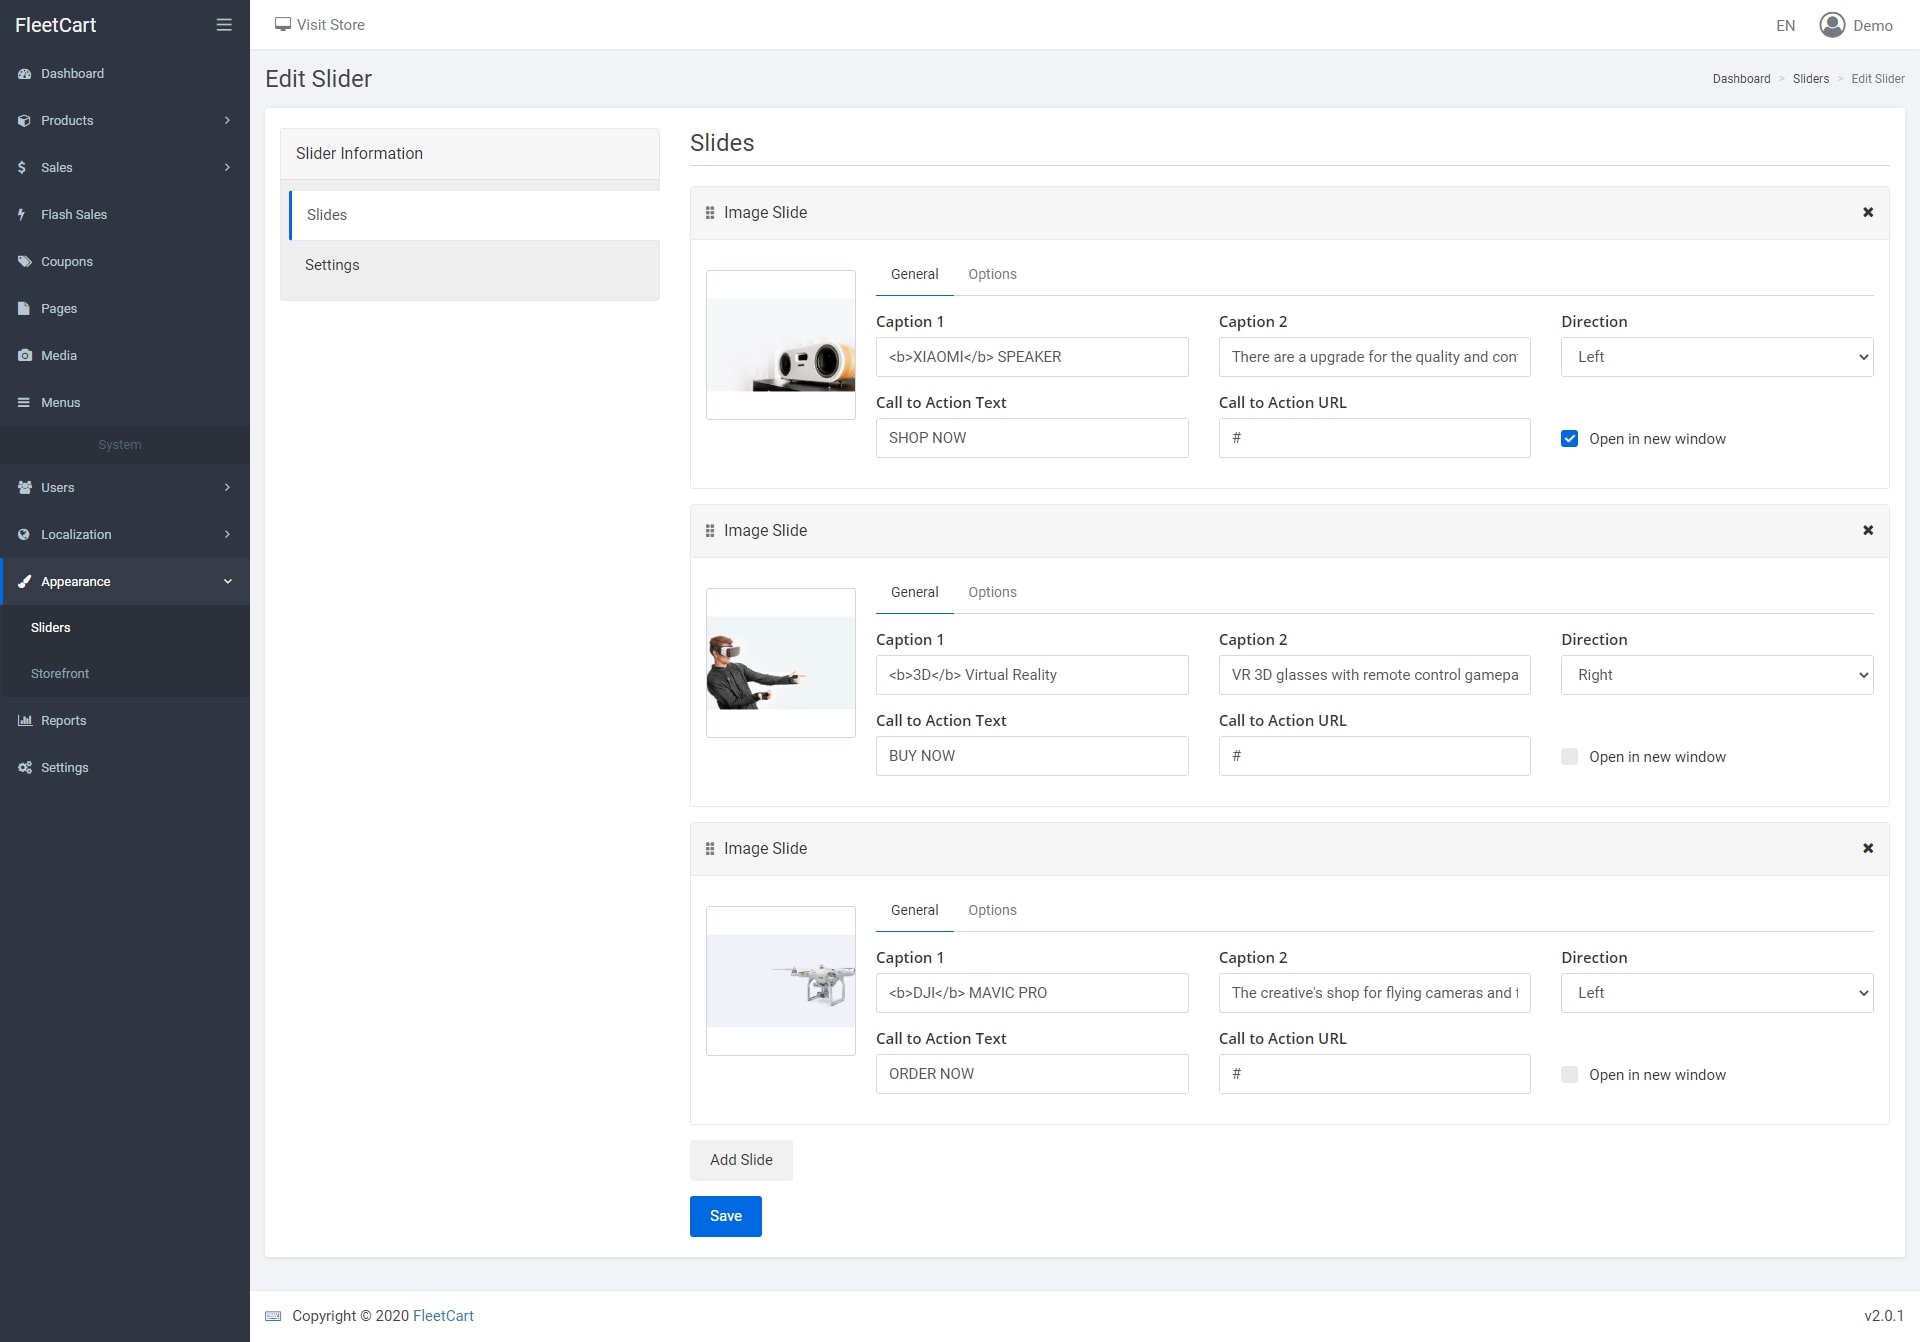 FleetCart
Visit Store
EN
Demo
Dashboard
Products
Sales
Flash Sales
Coupons
Pages
Media
Menus
System
Users
Localization
Appearance
Sliders
Storefront
Reports
Settings
Edit Slider
Dashboard > Sliders > Edit Slider
Slider Information
Slides
Settings
Slides
Image Slide
General Options
Caption 1 Caption 2 Direction
<b>XIAOMI</b> SPEAKER There are a upgrade for the quality and Left
Call to Action Text Call to Action URL
SHOP NOW # Open in new window
Image Slide
General Options
Caption 1 Caption 2 Direction
<b>3D</b> Virtual Reality VR 3D glasses with remote control gamepa Right
Call to Action Text Call to Action URL
BUY NOW # Open in new window
Image Slide
General Options
Caption 1 Caption 2 Direction
<b>DJI</b> MAVIC PRO The creative's shop for flying cameras and Left
Call to Action Text Call to Action URL
ORDER NOW # Open in new window
Add Slide
Save
Copyright © 2020 FleetCart
v2.0.1